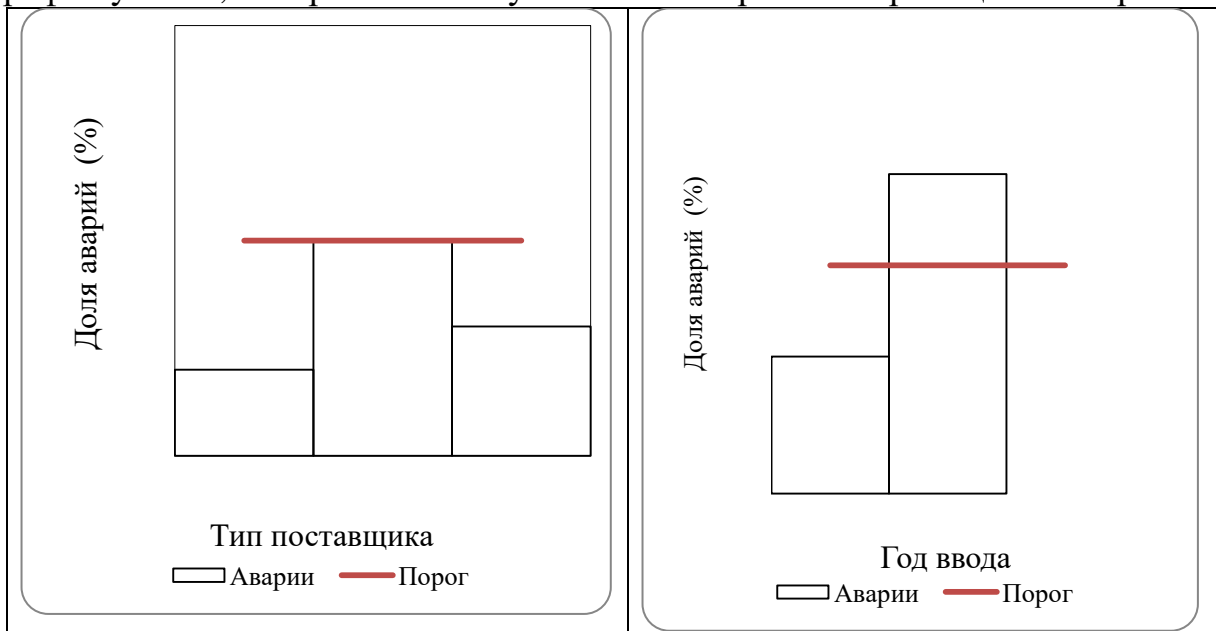 Доля аварий (%)
Тип поставщика
Аварии Порог
Доля аварий (%)
Год ввода
Аварии Порог